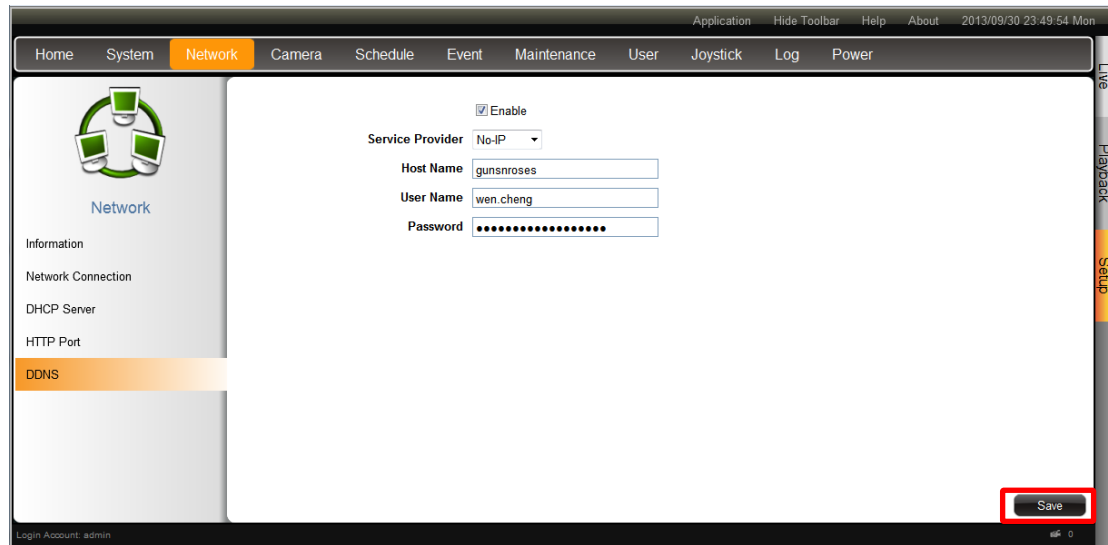 Application Hide Toolbar Help About 2013/09/30 23:49:54 Mon
Home System Network Camera Schedule Event Maintenance User Joystick Log Power
Live
Playback
Setup
Network
Information
Network Connection
DHCP Server
HTTP Port
DDNS
Enable
Service Provider No-IP
Host Name gunsnroses
User Name wen.cheng
Password ••••••••••••••••••
Save
Login Account: admin 0